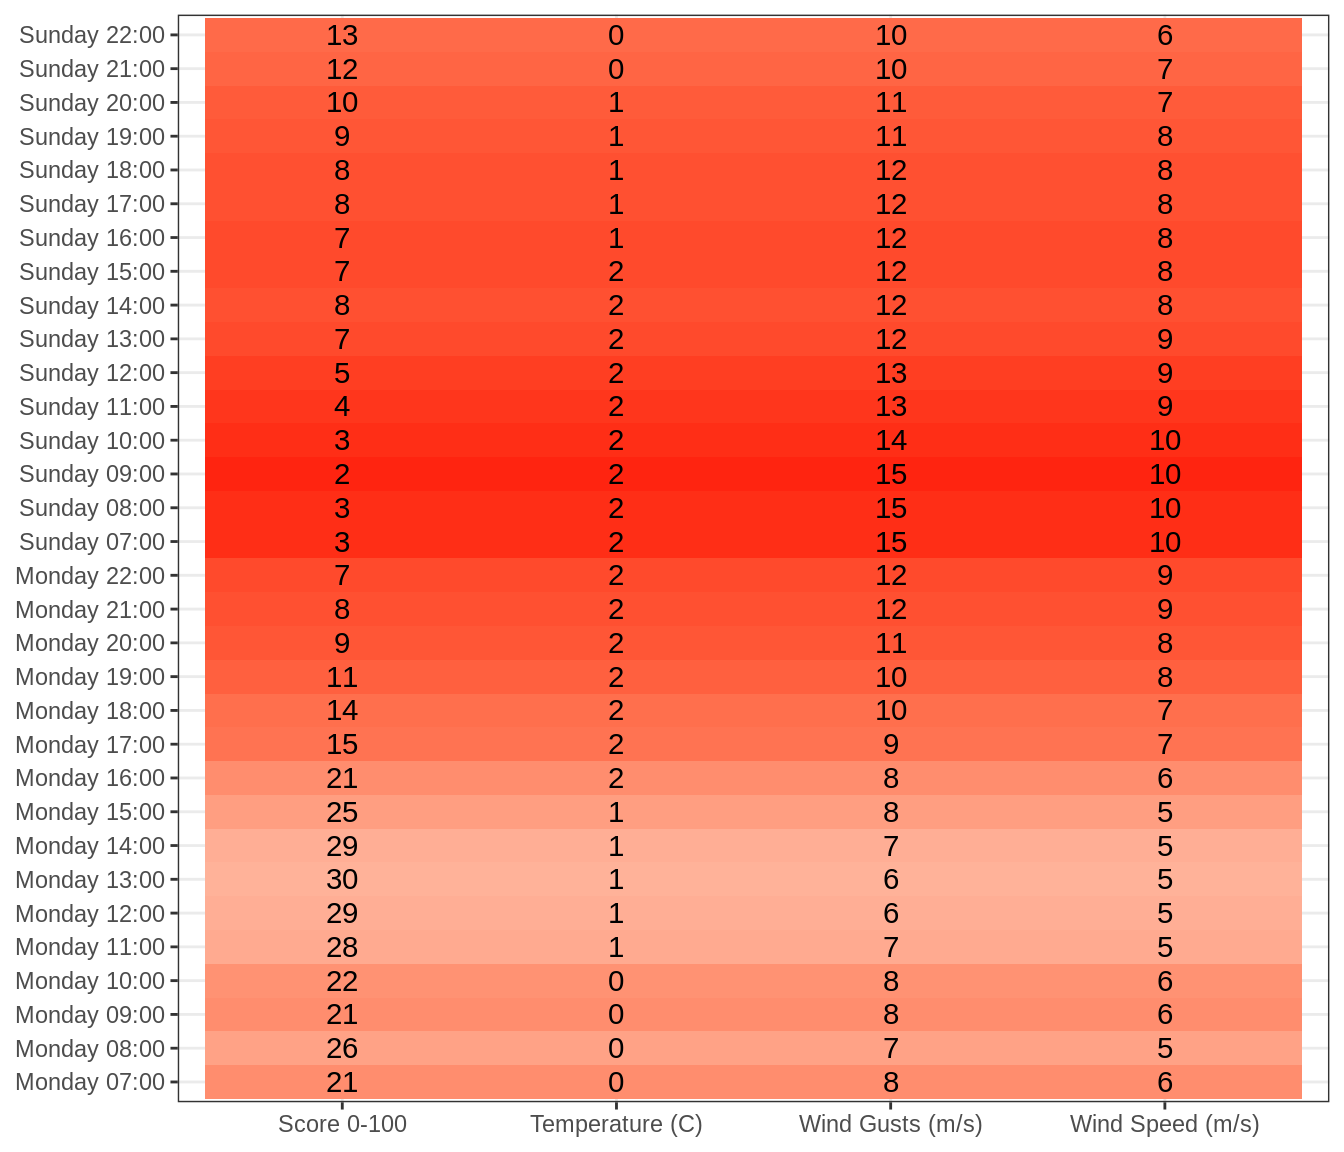 Sunday 22:00 13 0 10 6
Sunday 21:00 12 0 10 7
Sunday 20:00 10 1 11 7
Sunday 19:00 9 1 11 8
Sunday 18:00 8 1 12 8
Sunday 17:00 8 1 12 8
Sunday 16:00 7 1 12 8
Sunday 15:00 7 2 12 8
Sunday 14:00 8 2 12 8
Sunday 13:00 7 2 12 9
Sunday 12:00 5 2 13 9
Sunday 11:00 4 2 13 9
Sunday 10:00 3 2 14 10
Sunday 09:00 2 2 15 10
Sunday 08:00 3 2 15 10
Sunday 07:00 3 2 15 10
Monday 22:00 7 2 12 9
Monday 21:00 8 2 12 9
Monday 20:00 9 2 11 8
Monday 19:00 11 2 10 8
Monday 18:00 14 2 10 7
Monday 17:00 15 2 9 7
Monday 16:00 21 2 8 6
Monday 15:00 25 1 8 5
Monday 14:00 29 1 7 5
Monday 13:00 30 1 6 5
Monday 12:00 29 1 6 5
Monday 11:00 28 1 7 5
Monday 10:00 22 0 8 6
Monday 09:00 21 0 8 6
Monday 08:00 26 0 7 5
Monday 07:00 21 0 8 6
Score 0-100 Temperature (C) Wind Gusts (m/s) Wind Speed (m/s)